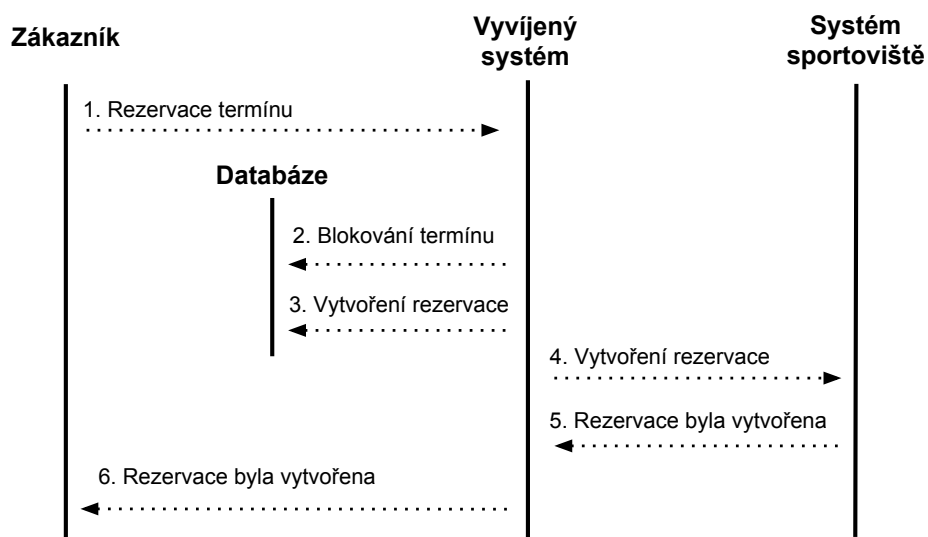 Zákazník
Vyvíjený
systém
Systém
sportoviště
1. Rezervace termínu
Databáze
2. Blokování termínu
3. Vytvoření rezervace
4. Vytvoření rezervace
5. Rezervace byla vytvořena
6. Rezervace byla vytvořena